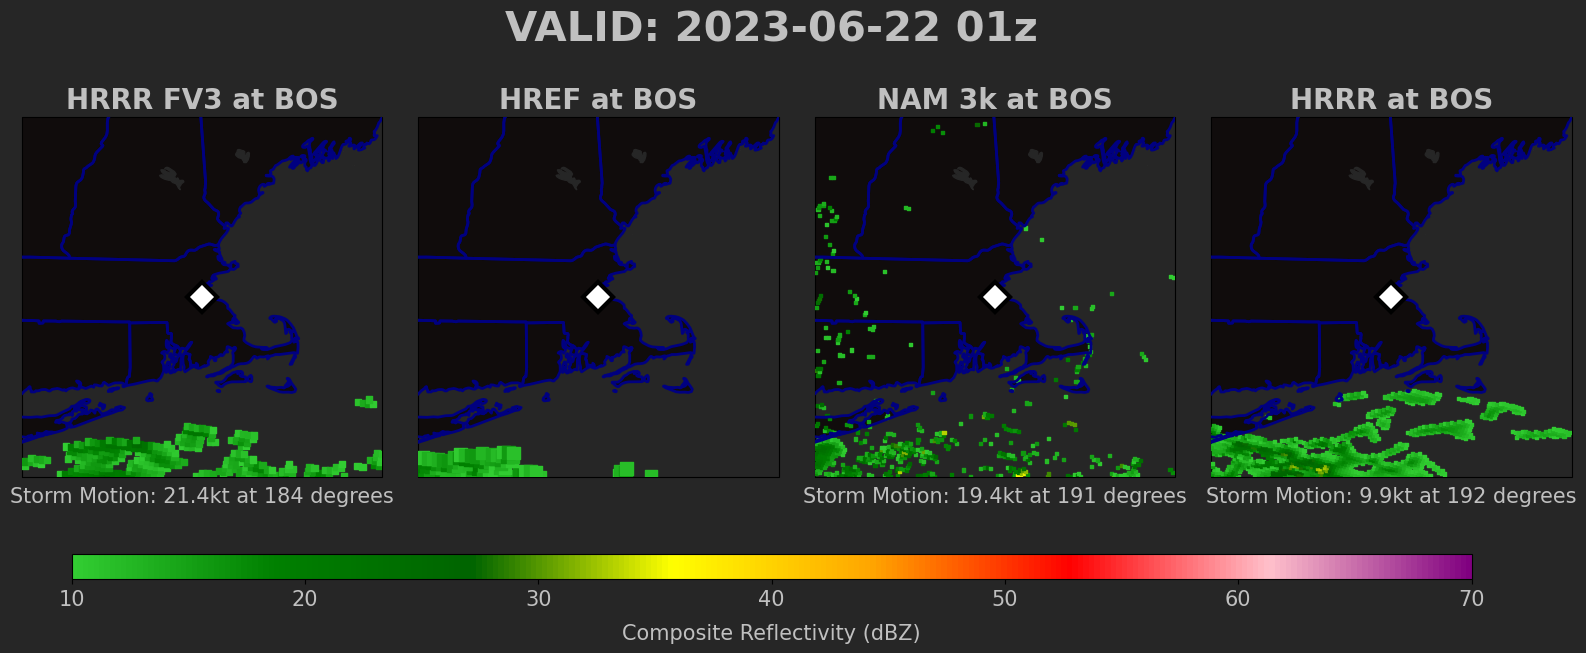 VALID: 2023-06-22 01z
HRRR FV3 at BOS
HREF at BOS
NAM 3k at BOS
HRRR at BOS
Storm Motion: 21.4kt at 184 degrees
Storm Motion: 19.4kt at 191 degrees
Storm Motion: 9.9kt at 192 degrees
10 20 30 40 50 60 70
Composite Reflectivity (dBZ)